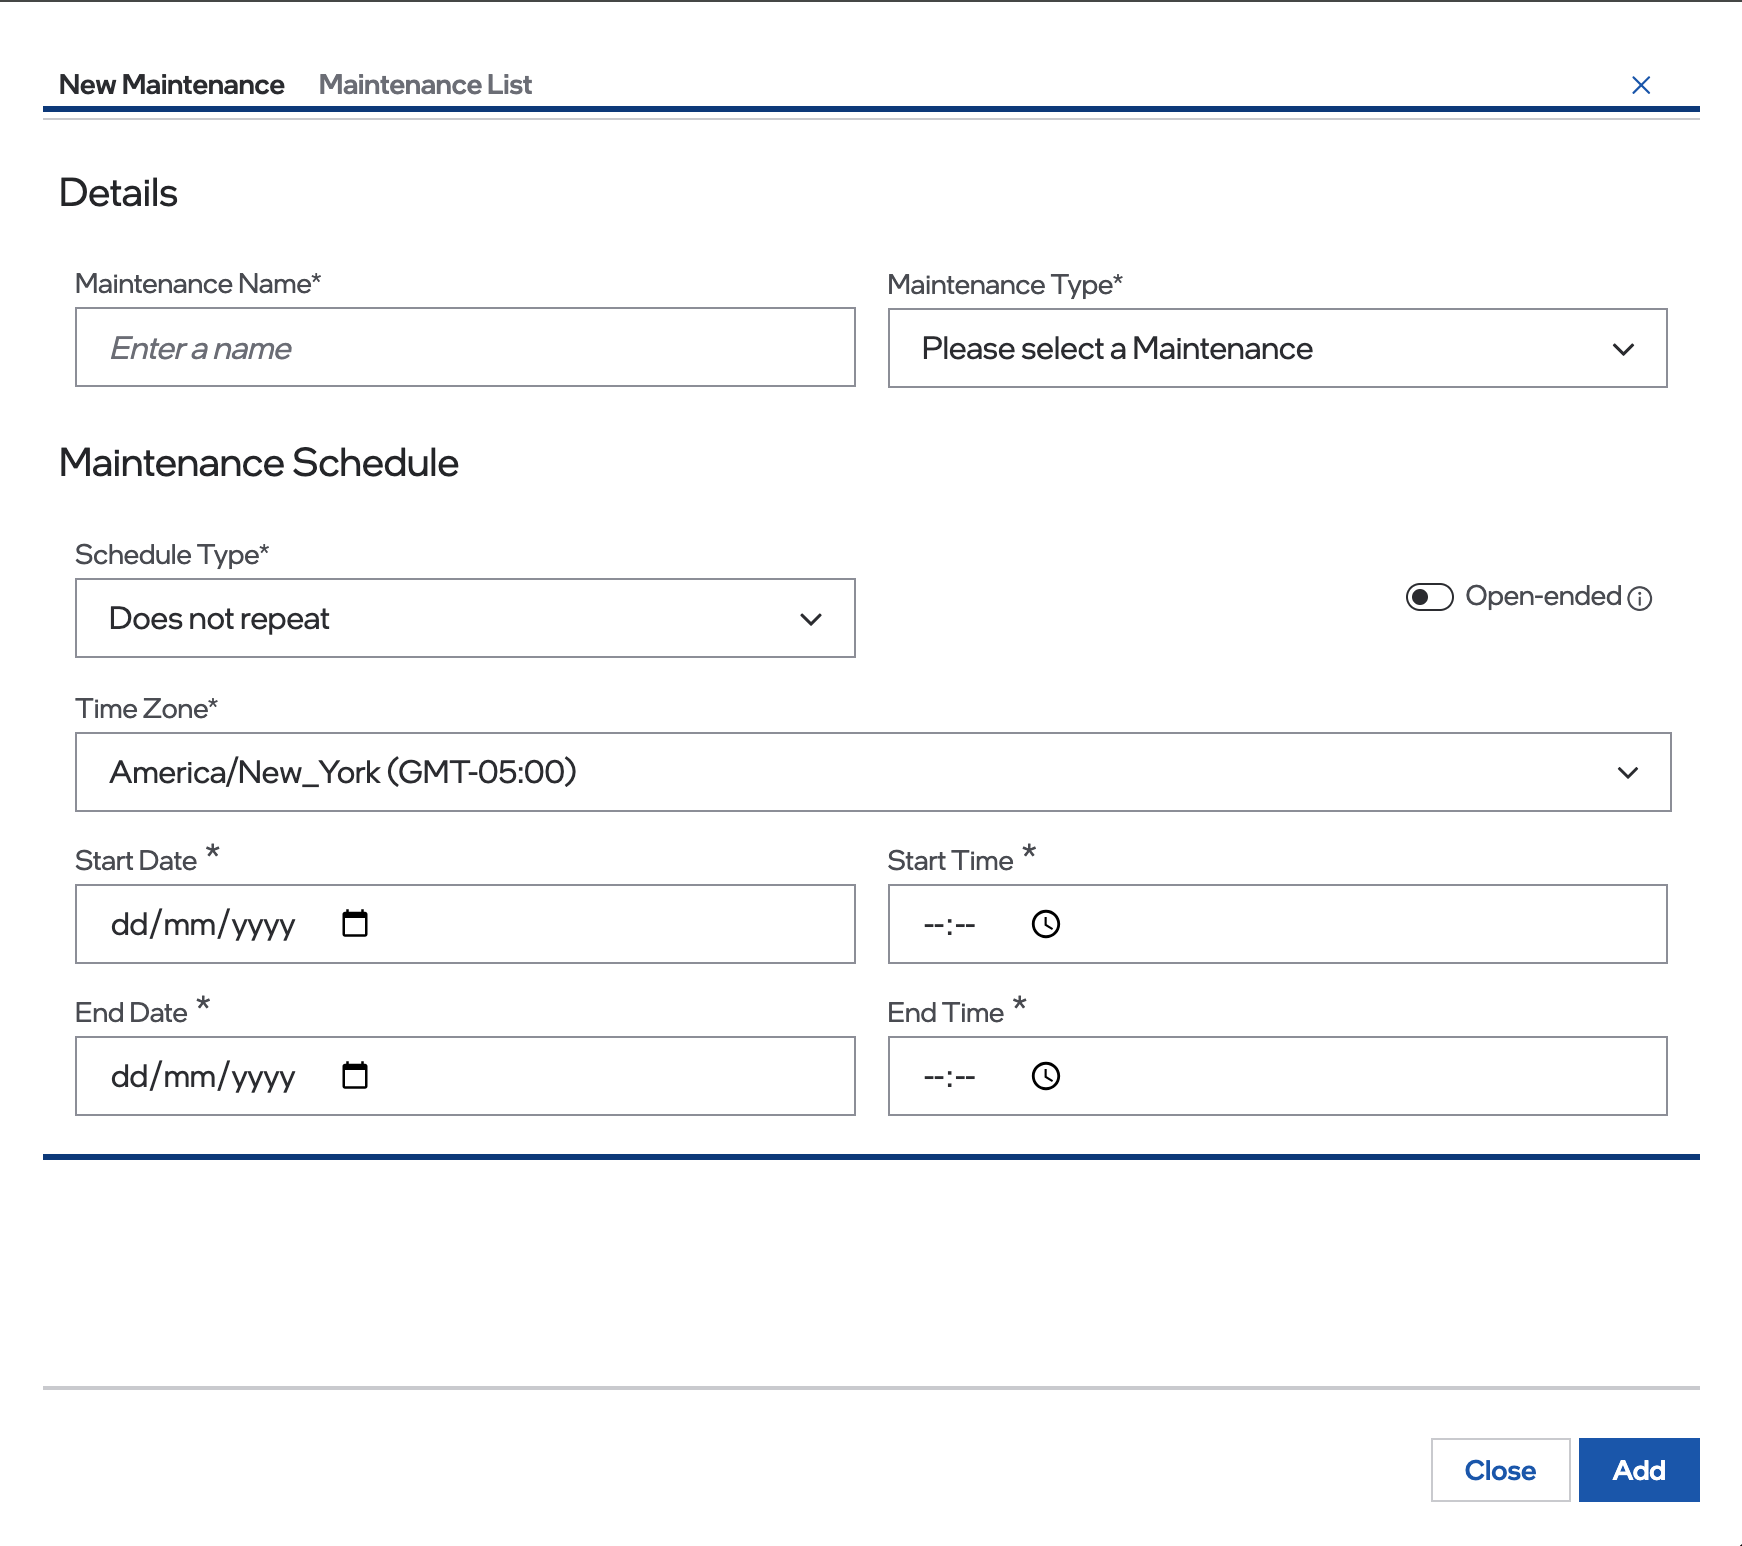 New Maintenance Maintenance List
Details
Maintenance Name* Maintenance Type*
Enter a name Please select a Maintenance
Maintenance Schedule
Schedule Type*
Does not repeat Open-ended
Time Zone*
America/New_York (GMT-05:00)
Start Date * Start Time *
dd/mm/yyyy --:--
End Date * End Time *
dd/mm/yyyy --:--
Close Add